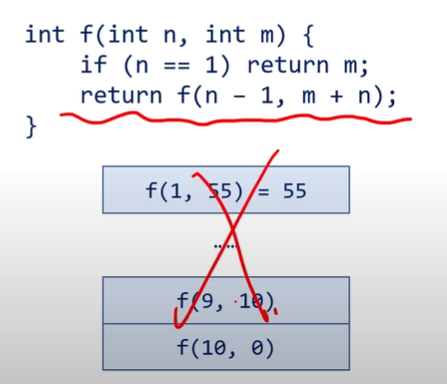 int f(int n, int m) {
    if (n == 1) return m;
    return f(n - 1, m + n);
}
f(1, 55) = 55
……
f(9, 10)
f(10, 0)